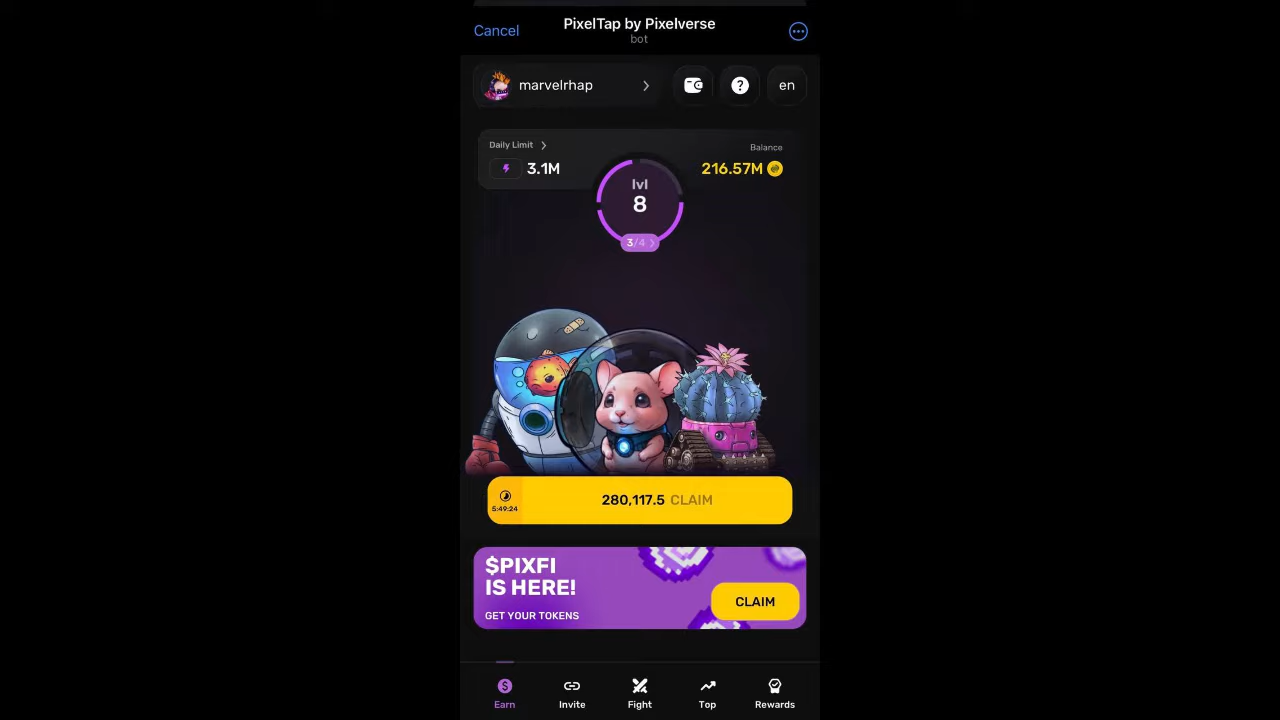 Cancel
PixelTap by Pixelverse
bot
marvelrhap
?
en
Daily Limit
3.1M
Balance
216.57M
lvl
8
3/4
5:49:24
280,117.5 CLAIM
$PIXFI
IS HERE!
GET YOUR TOKENS
CLAIM
Earn
Invite
Fight
Top
Rewards